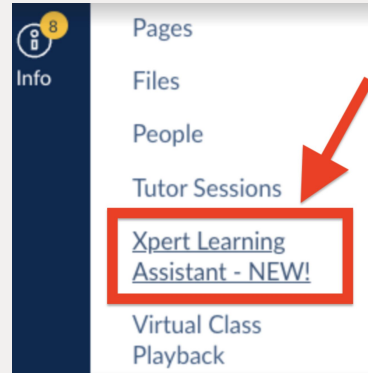 8
Info
Pages
Files
People
Tutor Sessions
Xpert Learning
Assistant - NEW!
Virtual Class
Playback